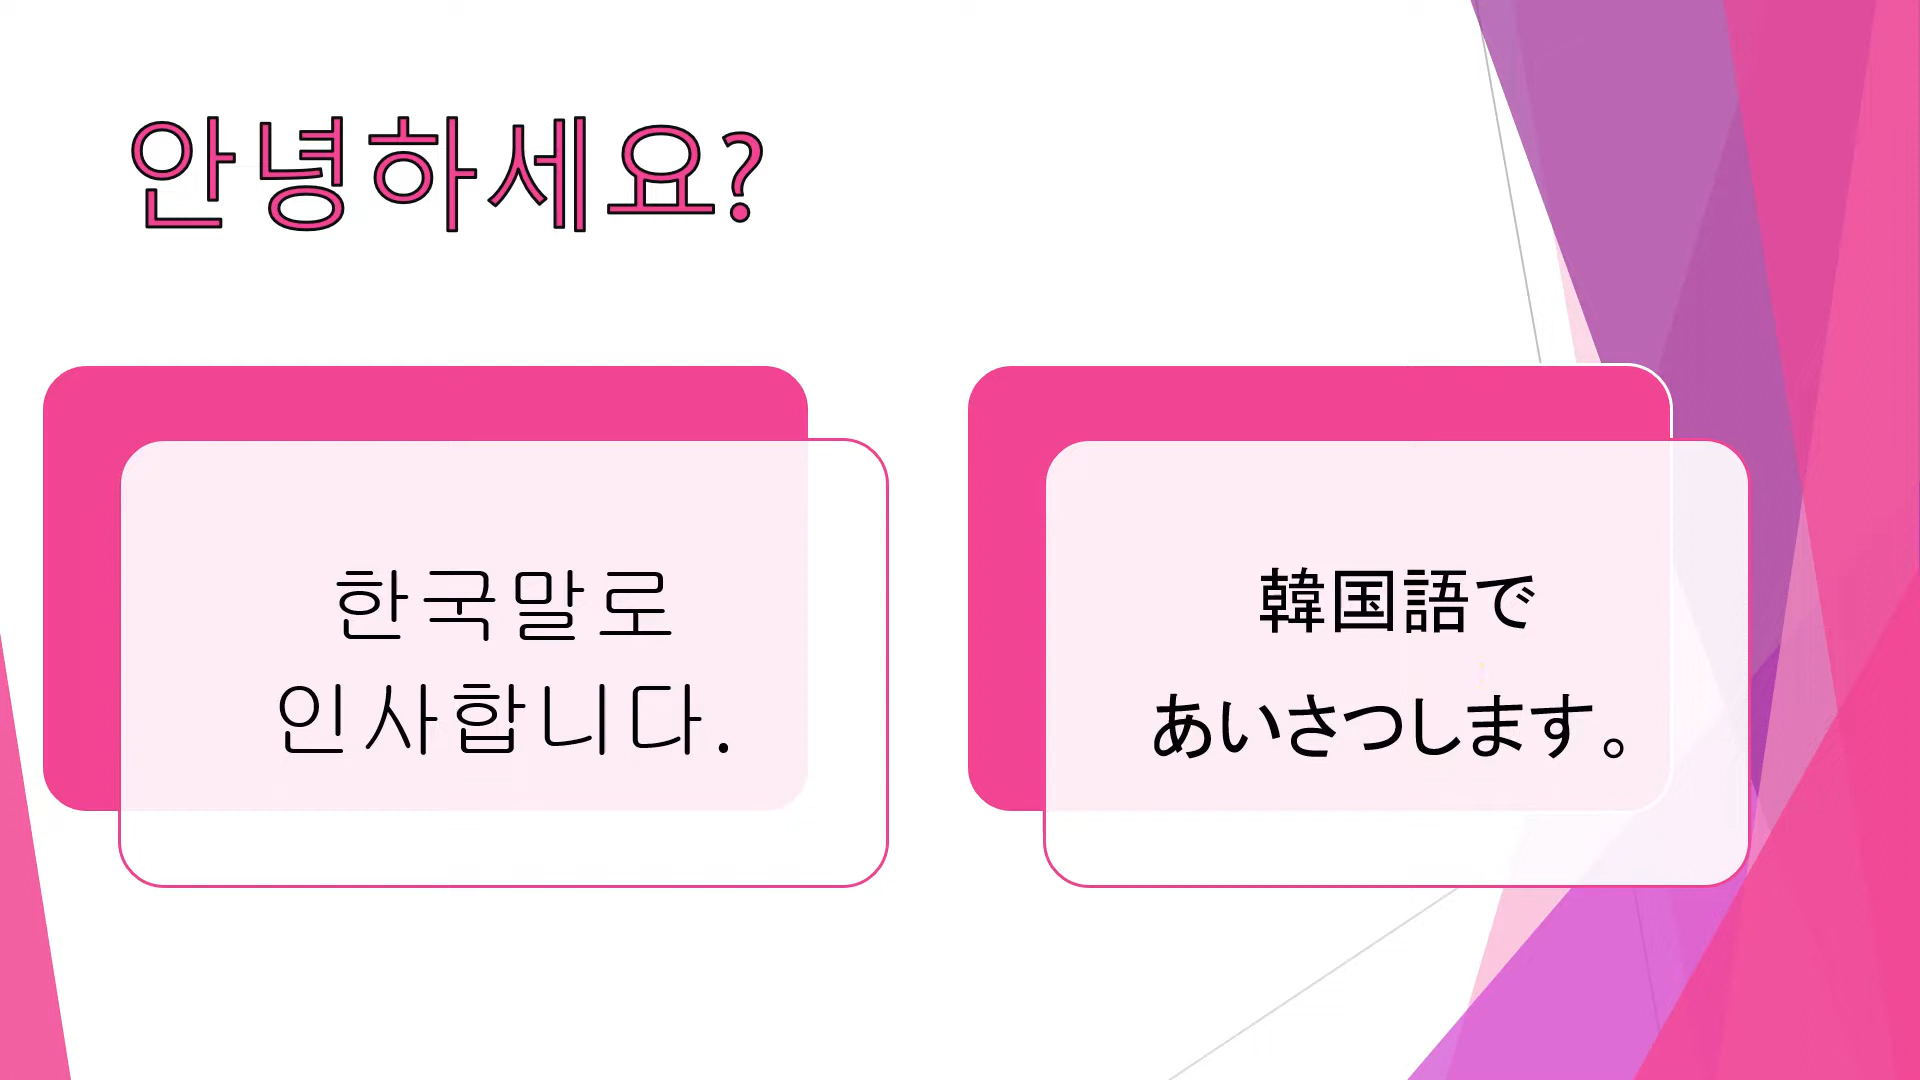 안녕하세요?
한국말로
인사합니다.
韓国語で
あいさつします。